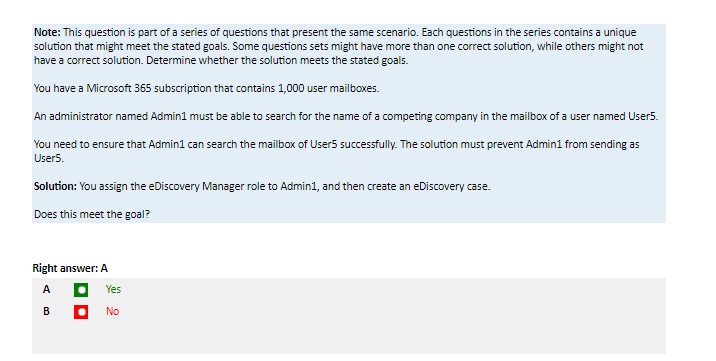 Note: This question is part of a series of questions that present the same scenario. Each questions in the series contains a unique
solution that might meet the stated goals. Some questions sets might have more than one correct solution, while others might not
have a correct solution. Determine whether the solution meets the stated goals.
You have a Microsoft 365 subscription that contains 1,000 user mailboxes.
An administrator named Admin1 must be able to search for the name of a competing company in the mailbox of a user named User5.
You need to ensure that Admin1 can search the mailbox of User5 successfully. The solution must prevent Admin1 from sending as
User5.
Solution: You assign the eDiscovery Manager role to Admin1, and then create an eDiscovery case.
Does this meet the goal?
Right answer: A
A Yes
B No